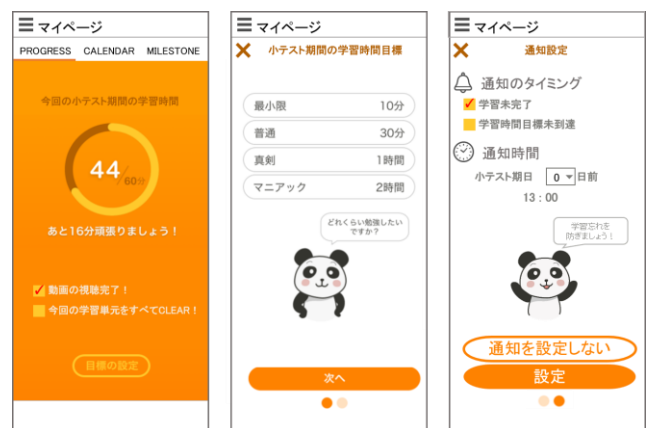 マイページ
PROGRESS CALENDAR MILESTONE
今回の小テスト期間の学習時間
44/60分
あと16分頑張りましょう！
動画の視聴完了！
今回の学習単元をすべてCLEAR！
目標の設定
マイページ
小テスト期間の学習時間目標
最小限 10分
普通 30分
真剣 1時間
マニアック 2時間
どれくらい勉強したい
ですか？
次へ
マイページ
通知設定
通知のタイミング
学習未完了
学習時間目標未到達
通知時間
小テスト期日 0 日前
13：00
学習忘れを
防ぎましょう！
通知を設定しない
設定